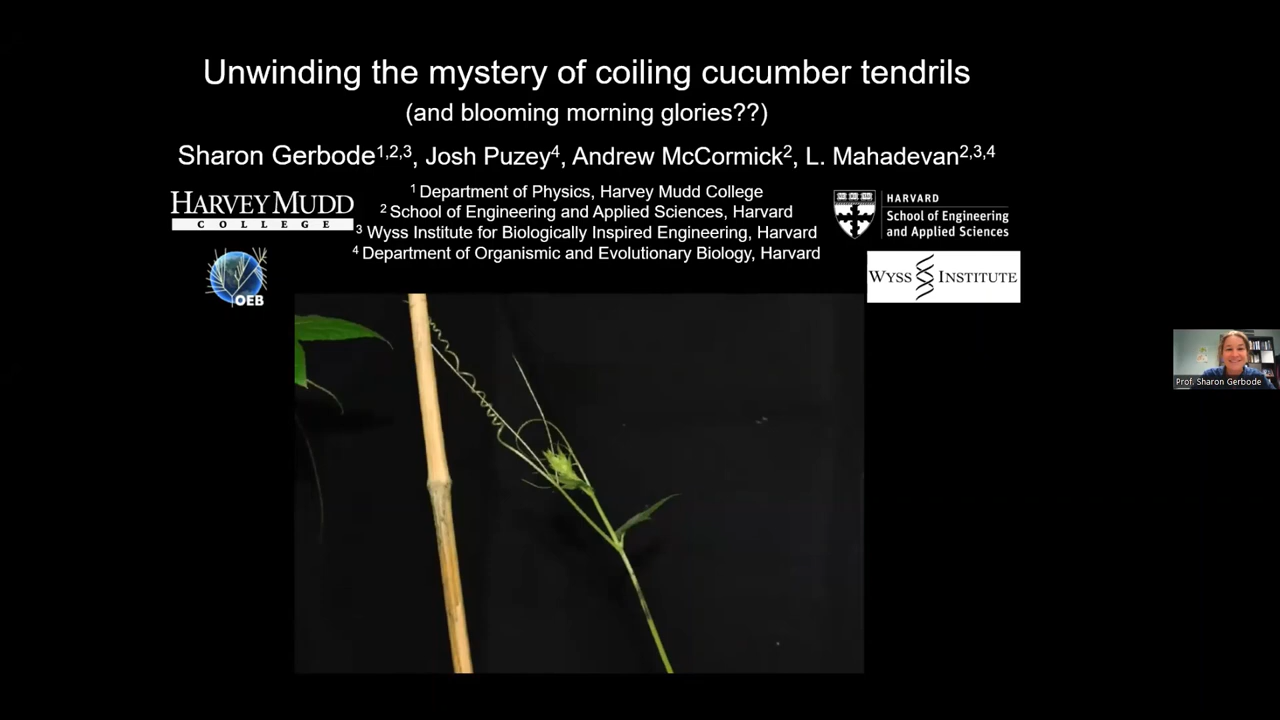 Unwinding the mystery of coiling cucumber tendrils
(and blooming morning glories??)
Sharon Gerbode1,2,3, Josh Puzey4, Andrew McCormick2, L. Mahadevan2,3,4
HARVEY MUDD
COLLEGE
1 Department of Physics, Harvey Mudd College
2 School of Engineering and Applied Sciences, Harvard
3 Wyss Institute for Biologically Inspired Engineering, Harvard
4 Department of Organismic and Evolutionary Biology, Harvard
HARVARD
School of Engineering
and Applied Sciences
OEB
WYSS INSTITUTE
Prof. Sharon Gerbode